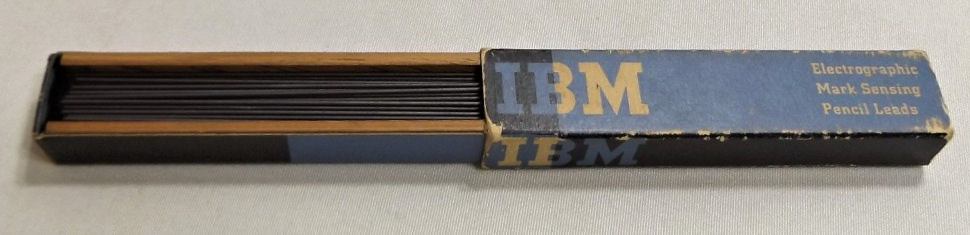 IBM
Electrographic
Mark Sensing
Pencil Leads
IBM